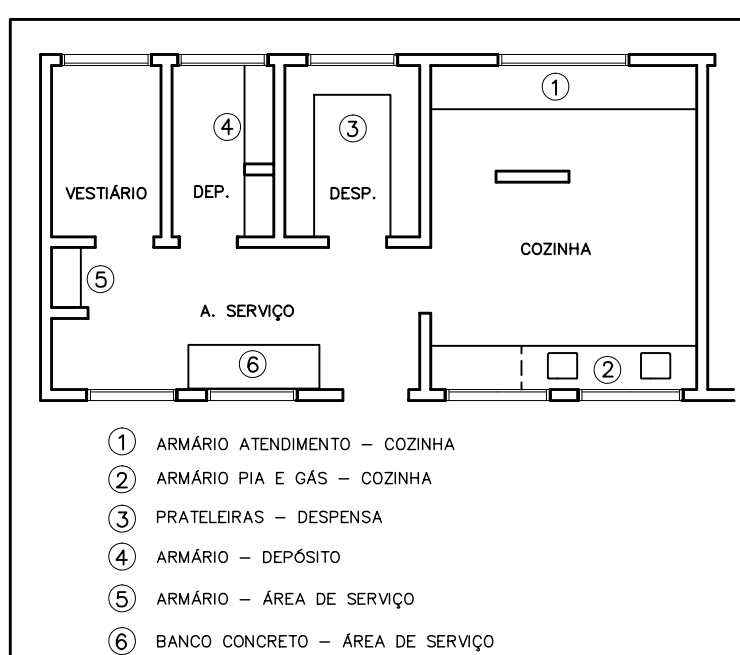 1
4
3
VESTIÁRIO
DEP.
DESP.
COZINHA
5
A. SERVIÇO
6
2
1 ARMÁRIO ATENDIMENTO – COZINHA
2 ARMÁRIO PIA E GÁS – COZINHA
3 PRATELEIRAS – DESPENSA
4 ARMÁRIO – DEPÓSITO
5 ARMÁRIO – ÁREA DE SERVIÇO
6 BANCO CONCRETO – ÁREA DE SERVIÇO